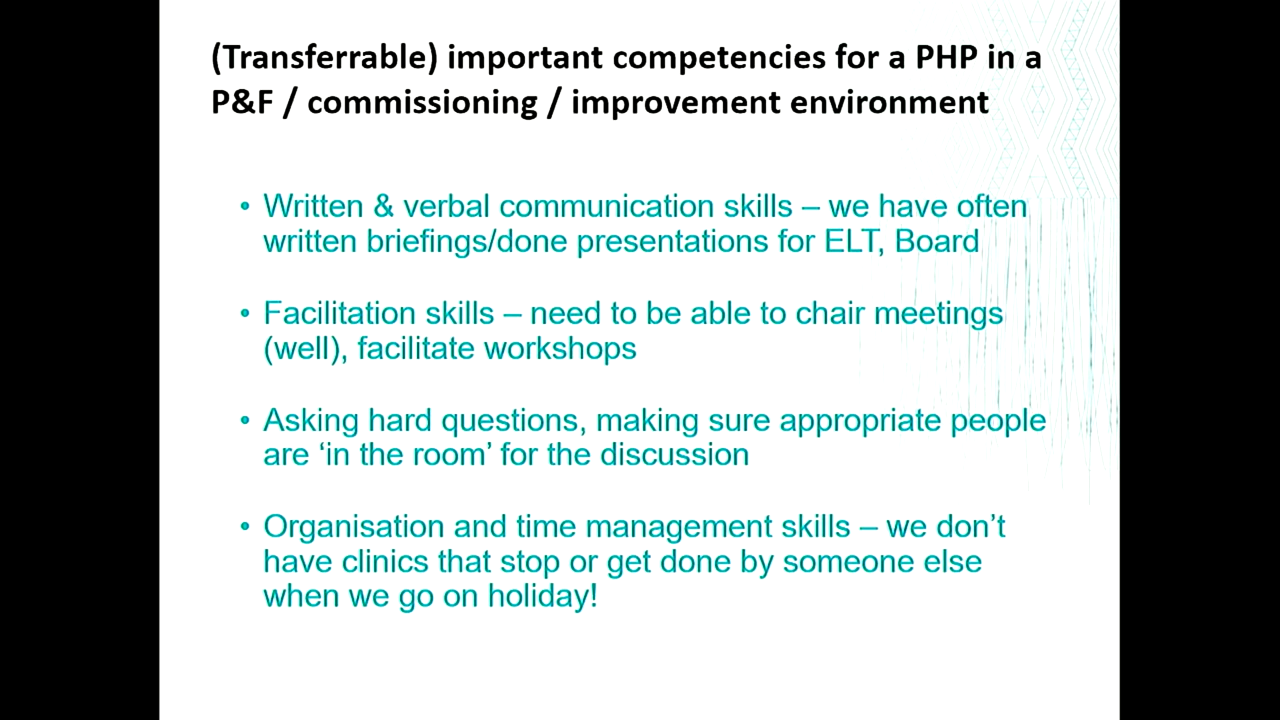 (Transferrable) important competencies for a PHP in a
P&F / commissioning / improvement environment
• Written & verbal communication skills – we have often
written briefings/done presentations for ELT, Board
• Facilitation skills – need to be able to chair meetings
(well), facilitate workshops
• Asking hard questions, making sure appropriate people
are ‘in the room’ for the discussion
• Organisation and time management skills – we don’t
have clinics that stop or get done by someone else
when we go on holiday!